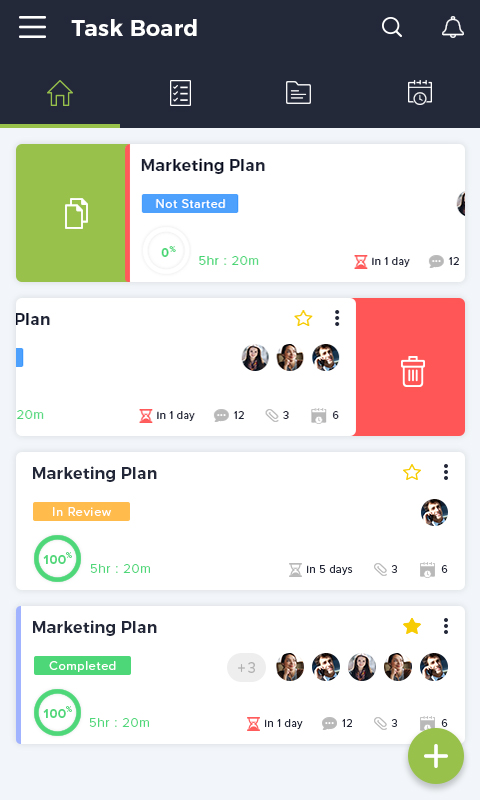 Task Board
Marketing Plan
Not Started
0%
5hr : 20m
in 1 day
12
Plan
20m
in 1 day
12
3
6
Marketing Plan
In Review
100%
5hr : 20m
in 5 days
3
6
Marketing Plan
Completed
+3
100%
5hr : 20m
in 1 day
12
3
6